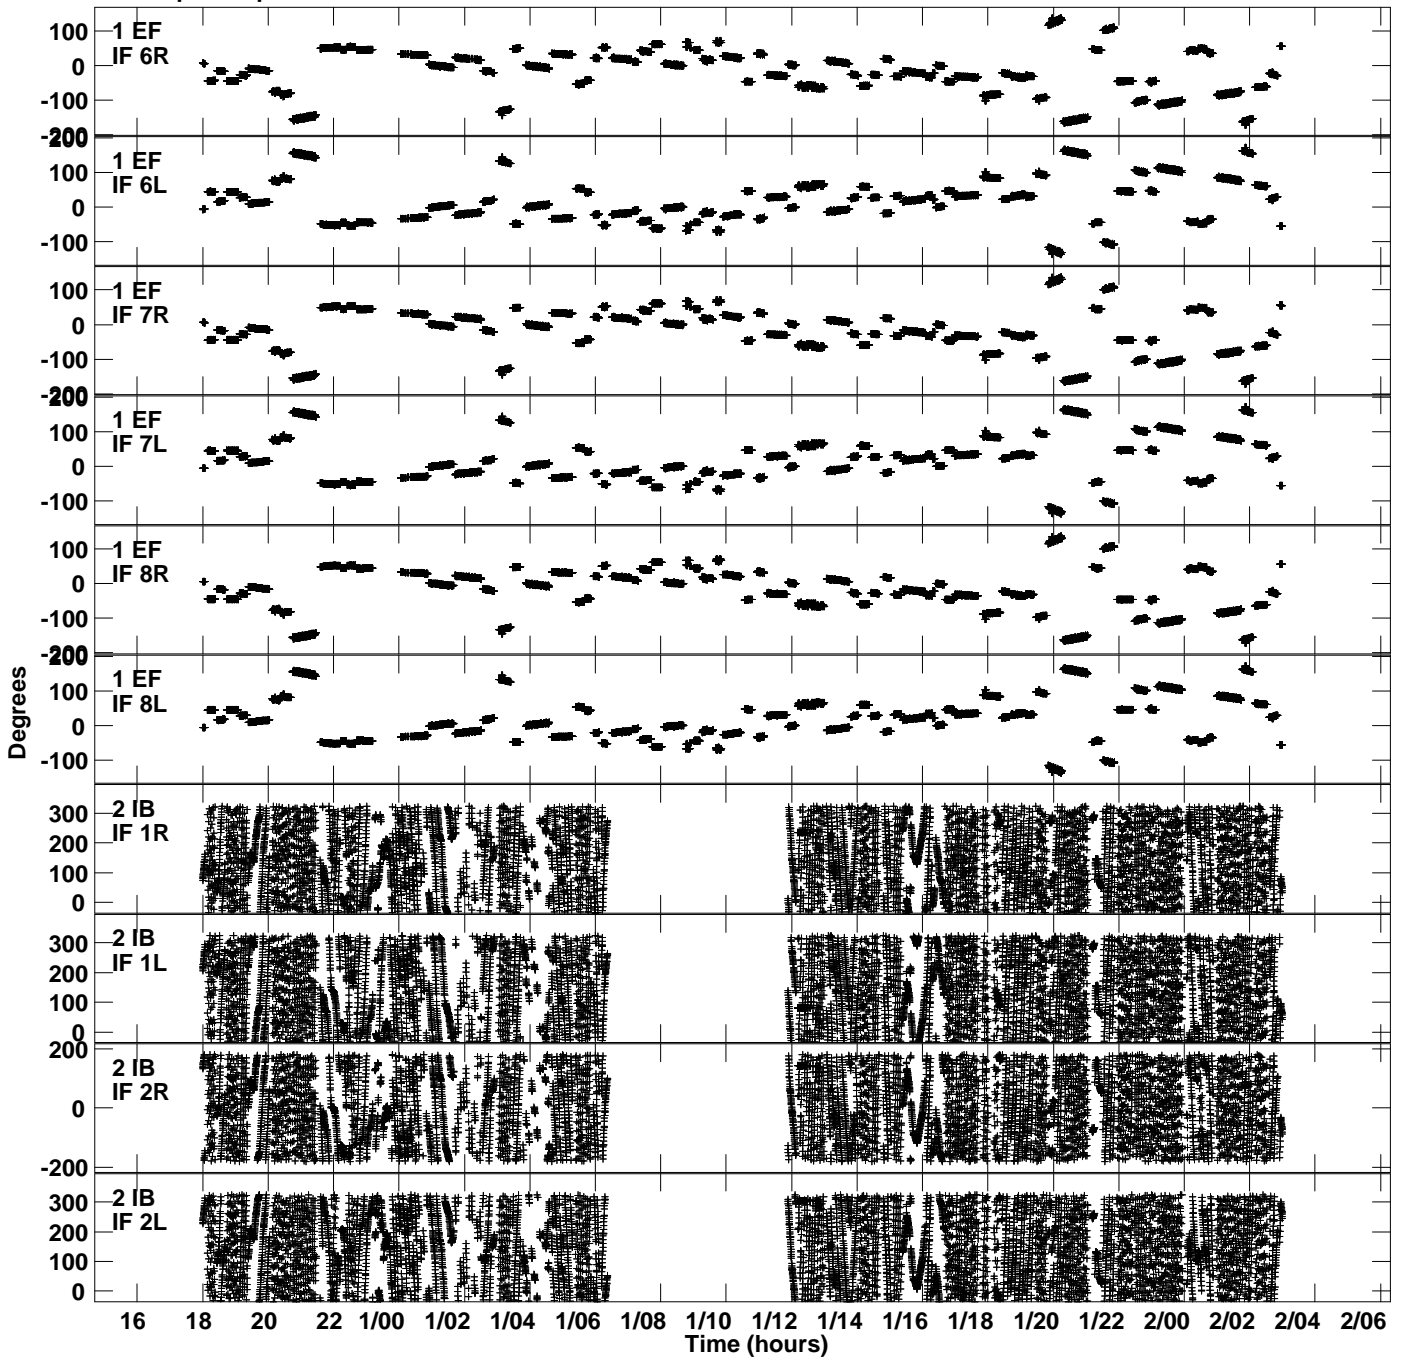 100 1 EF
0 IF 6R
-100
-200
200
100 1 EF
0 IF 6L
-100
100 1 EF
0 IF 7R
-100
-200
200
100 1 EF
0 IF 7L
-100
100 1 EF
0 IF 8R
-100
-200
200
100 1 EF
0 IF 8L
-100
Degrees
300 2 IB
200 IF 1R
100
0
300 2 IB
200 IF 1L
100
0
200
2 IB
0 IF 2R
-200
300 2 IB
200 IF 2L
100
0
16 18 20 22 1/00 1/02 1/04 1/06 1/08 1/10 1/12 1/14 1/16 1/18 1/20 1/22 2/00 2/02 2/04 2/06
Time (hours)